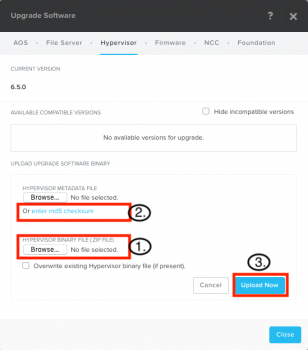 Upgrade Software
? ×
AOS · File Server · Hypervisor · Firmware · NCC · Foundation
CURRENT VERSION
6.5.0
AVAILABLE COMPATIBLE VERSIONS
Hide incompatible versions
No available versions for upgrade.
UPLOAD UPGRADE SOFTWARE BINARY
HYPERVISOR METADATA FILE
Browse... No file selected.
Or enter md5 checksum
2.
HYPERVISOR BINARY FILE (ZIP FILE)
Browse... No file selected.
1.
Overwrite existing Hypervisor binary file (if present).
3.
Cancel
Upload Now
Close